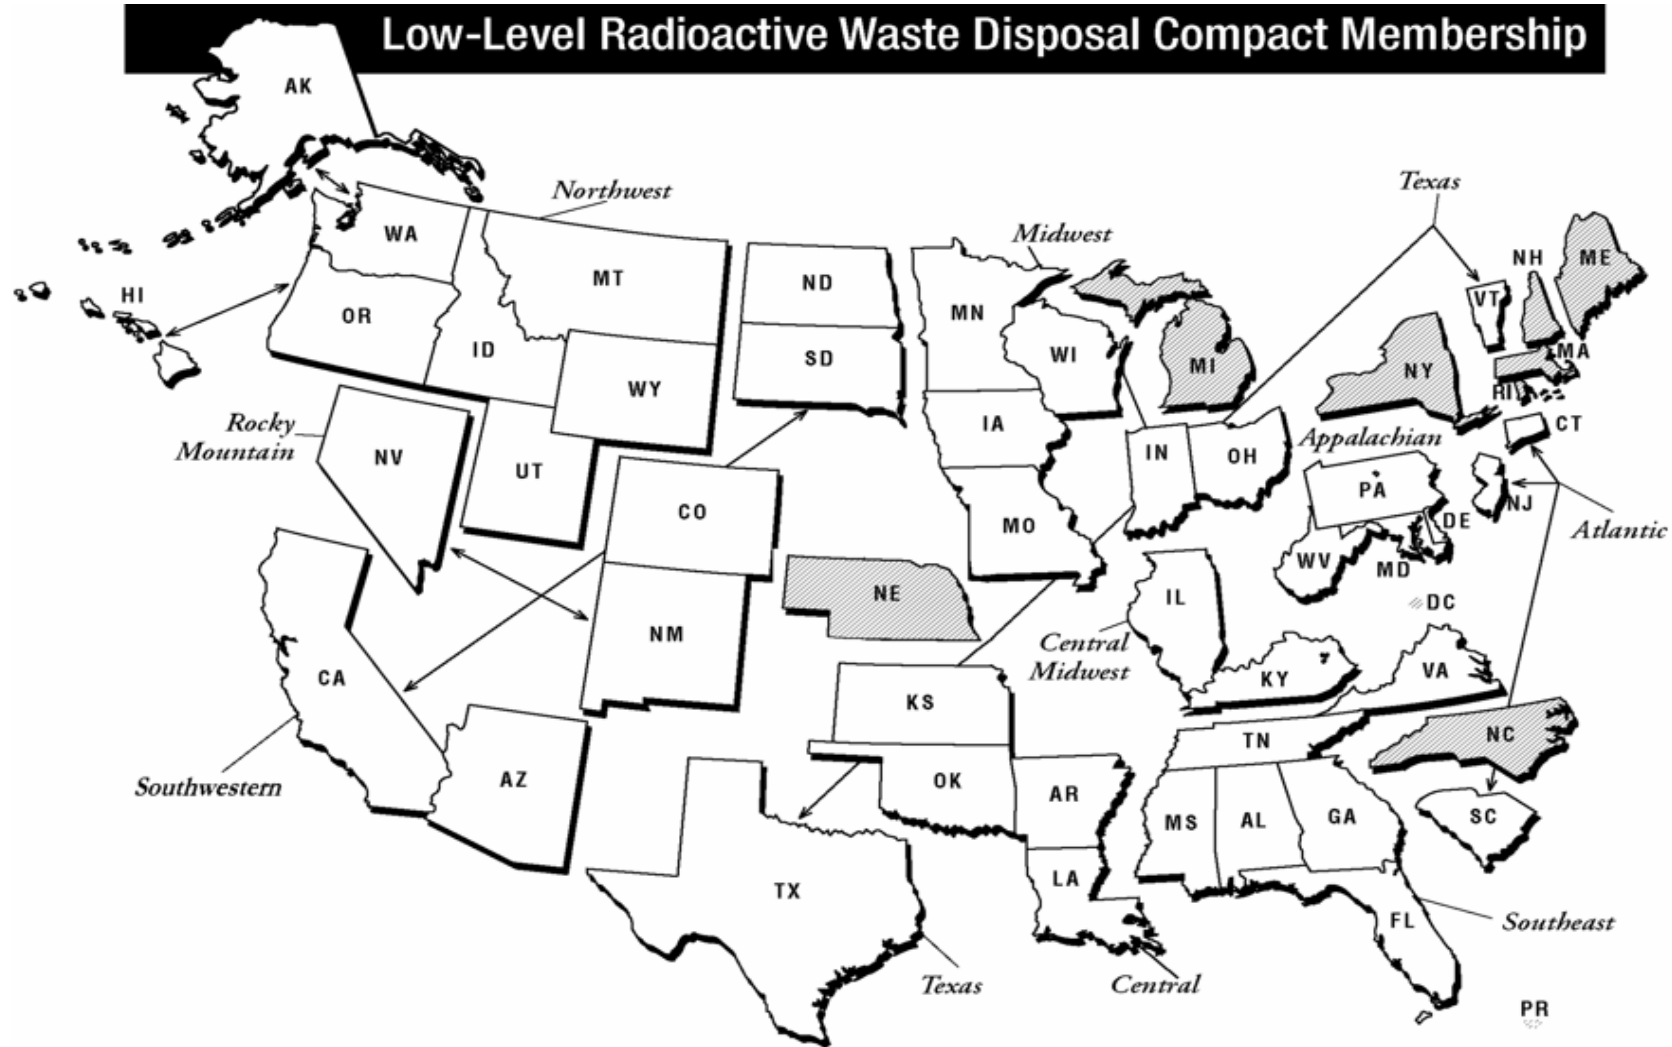 Low-Level Radioactive Waste Disposal Compact Membership
AK
Texas
Northwest
WA
Midwest
NH
ME
MT
ND
HI
VT
OR
MN
ID
SD
WI
MA
MI
NY
WY
RI
Rocky
Mountain
IA
CT
Appalachian
NV
IN
OH
UT
PA
CO
NJ
MO
DE
Atlantic
WV
MD
NE
IL
DC
NM
Central
Midwest
CA
KY
VA
KS
NC
TN
Southwestern
AZ
OK
AR
MS
AL
GA
SC
LA
TX
FL
Southeast
Texas
Central
PR